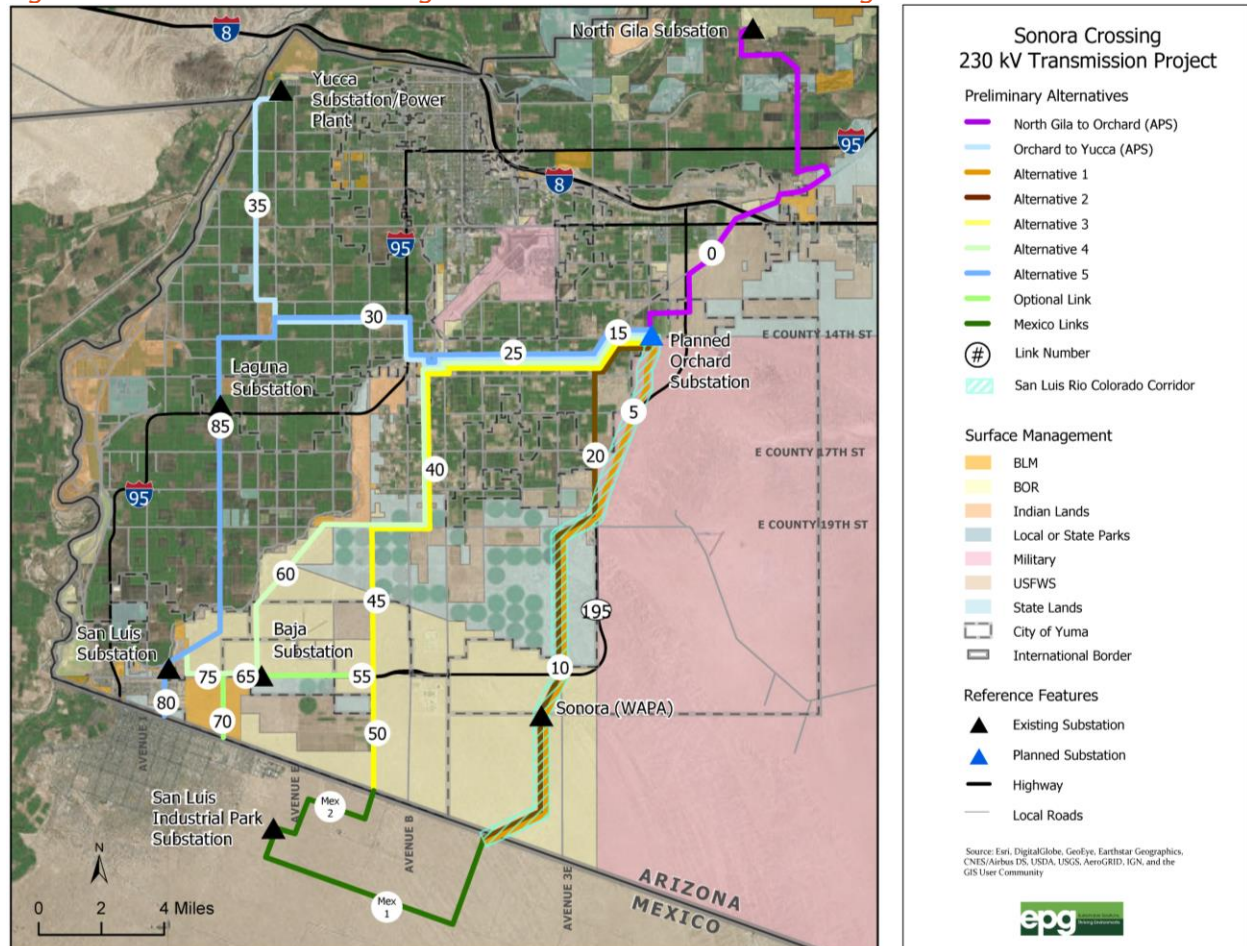 North Gila Subsation
8
Yucca
Substation/Power
Plant
95
8
35
95
0
30
15
E COUNTY 14TH ST
25
Planned
Orchard
Substation
Laguna
Substation
5
85
20
E COUNTY 17TH ST
40
95
E COUNTY 19TH ST
60
45
195
San Luis
Substation
Baja
Substation
75
65
55
10
80
70
Sonora (WAPA)
50
AVENUE
San Luis
Industrial Park
Substation
AVENUE E
Mex
2
AVENUE B
AVENUE 3E
ARIZONA
MEXICO
Mex
1
N
0 2 4 Miles
Sonora Crossing
230 kV Transmission Project
Preliminary Alternatives
North Gila to Orchard (APS)
Orchard to Yucca (APS)
Alternative 1
Alternative 2
Alternative 3
Alternative 4
Alternative 5
Optional Link
Mexico Links
# Link Number
San Luis Rio Colorado Corridor
Surface Management
BLM
BOR
Indian Lands
Local or State Parks
Military
USFWS
State Lands
City of Yuma
International Border
Reference Features
Existing Substation
Planned Substation
Highway
Local Roads
Source: Esri, DigitalGlobe, GeoEye, Earthstar Geographics,
CNES/Airbus DS, USDA, USGS, AeroGRID, IGN, and the
GIS User Community
epg